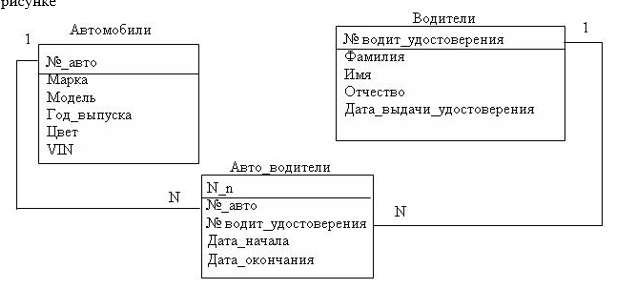 рисунке
Автомобили
1
№_авто
Марка
Модель
Год_выпуска
Цвет
VIN
Водители
1
№ водит_удостоверения
Фамилия
Имя
Отчество
Дата_выдачи_удостоверения
Авто_водители
N
N
N_п
№_авто
№ водит_удостоверения
Дата_начала
Дата_окончания